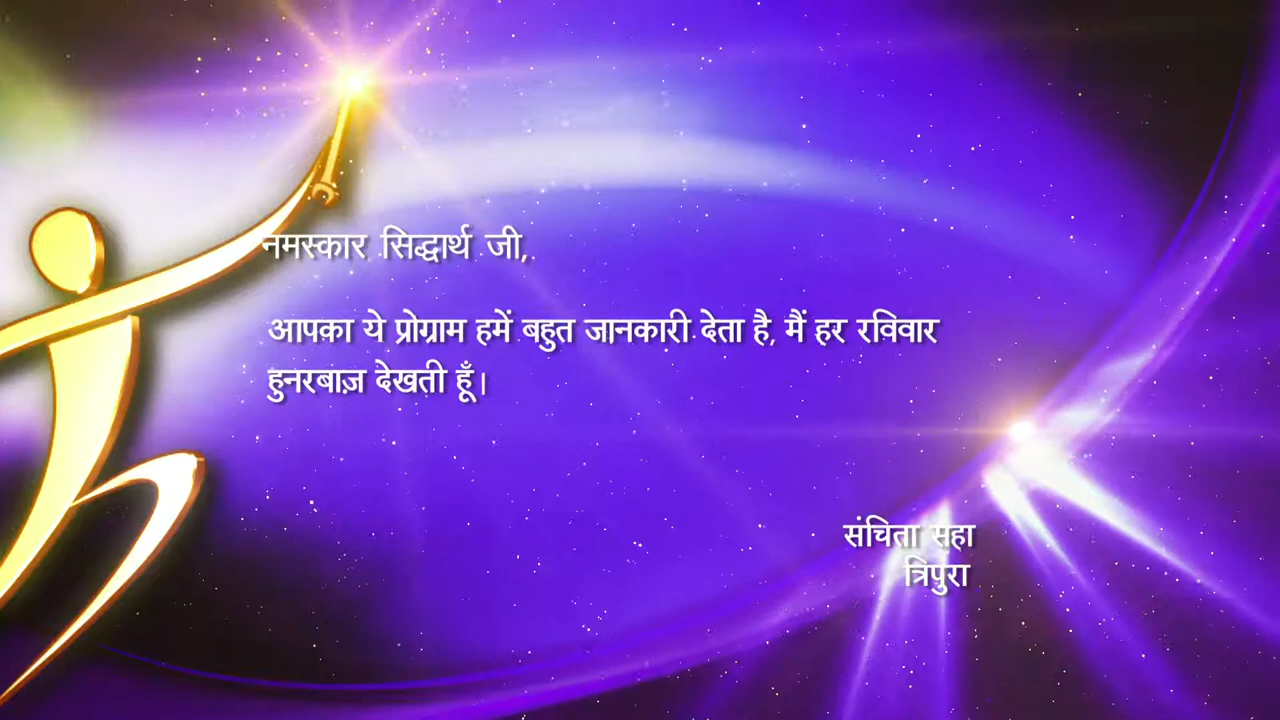 नमस्कार सिद्धार्थ जी,
आपका ये प्रोग्राम हमें बहुत जानकारी देता है, मैं हर रविवार
हुनरबाज़ देखती हूँ।
संचिता सहा
त्रिपुरा